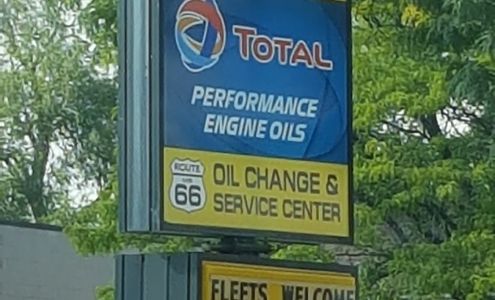 TOTAL
PERFORMANCE
ENGINE OILS
ROUTE
66
OIL CHANGE &
SERVICE CENTER
FLEETS WELCOME